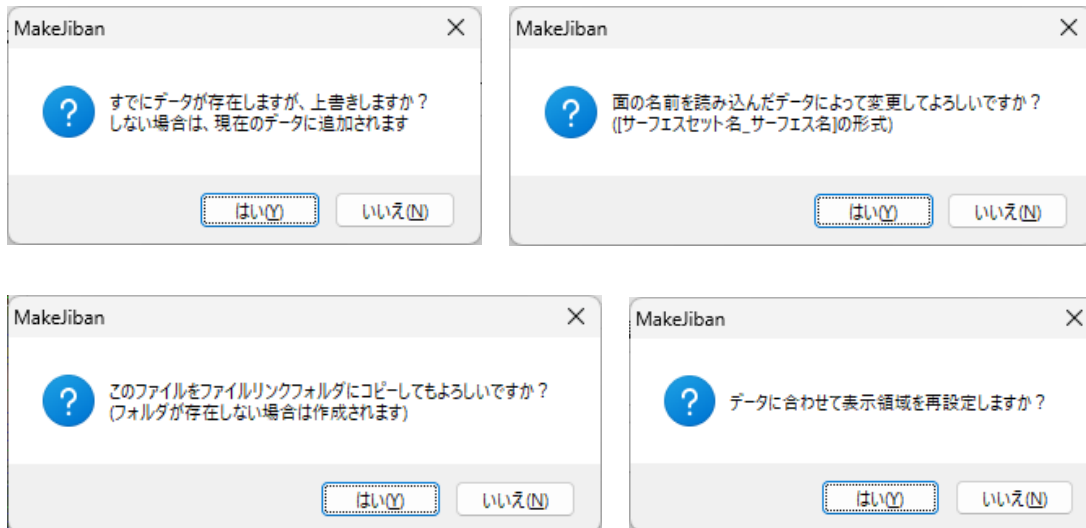 MakeJiban
すでにデータが存在しますが、上書きしますか？
しない場合は、現在のデータに追加されます
はい(Y)
いいえ(N)
MakeJiban
面の名前を読み込んだデータによって変更してよろしいですか？
([サーフェスセット名_サーフェス名]の形式)
はい(Y)
いいえ(N)
MakeJiban
このファイルをファイルリンクフォルダにコピーしてもよろしいですか？
(フォルダが存在しない場合は作成されます)
はい(Y)
いいえ(N)
MakeJiban
データに合わせて表示領域を再設定しますか？
はい(Y)
いいえ(N)